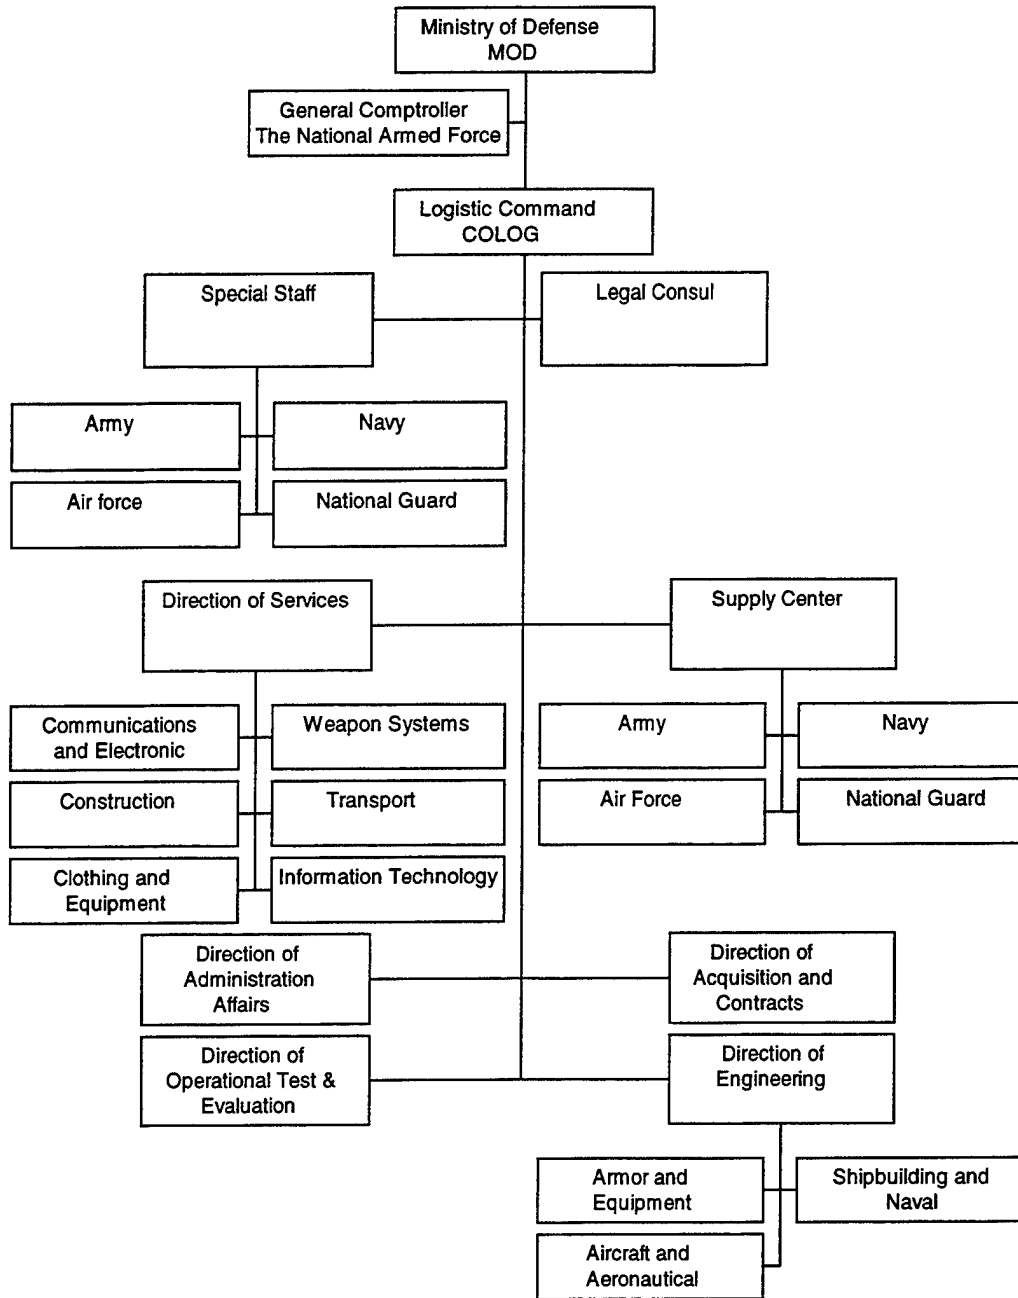 Ministry of Defense
MOD
General Comptroller
The National Armed Force
Logistic Command
COLOG
Special Staff
Legal Consul
Army
Navy
Air force
National Guard
Direction of Services
Supply Center
Communications
and Electronic
Weapon Systems
Army
Navy
Construction
Transport
Air Force
National Guard
Clothing and
Equipment
Information Technology
Direction of
Administration
Affairs
Direction of
Acquisition and
Contracts
Direction of
Operational Test &
Evaluation
Direction of
Engineering
Armor and
Equipment
Shipbuilding and
Naval
Aircraft and
Aeronautical